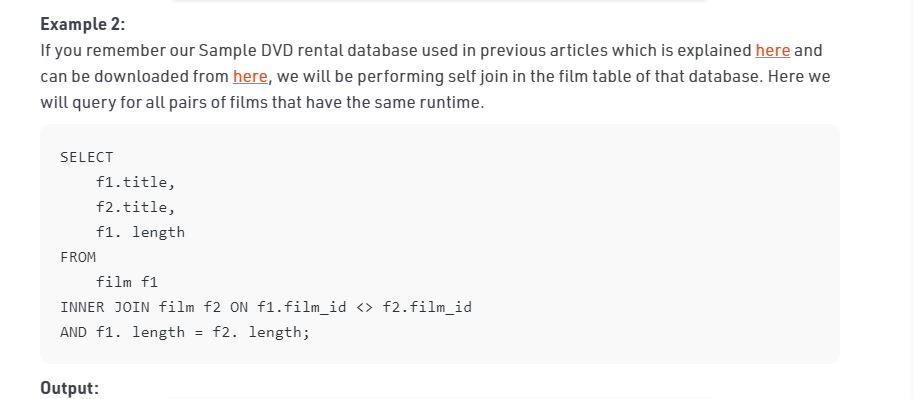 Example 2:
If you remember our Sample DVD rental database used in previous articles which is explained here and
can be downloaded from here, we will be performing self join in the film table of that database. Here we
will query for all pairs of films that have the same runtime.
SELECT
    f1.title,
    f2.title,
    f1. length
FROM
    film f1
INNER JOIN film f2 ON f1.film_id <> f2.film_id
AND f1. length = f2. length;
Output: